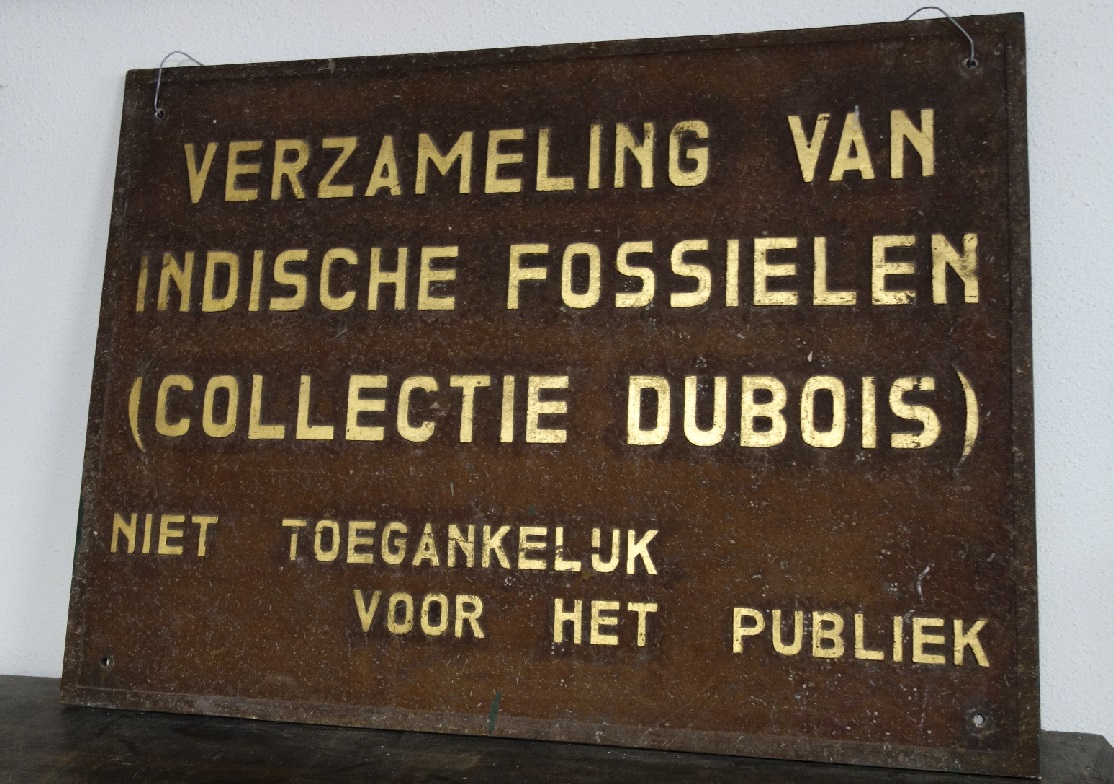 VERZAMELING VAN
INDISCHE FOSSIELEN
(COLLECTIE DUBOIS)
NIET TOEGANKELIJK
VOOR HET PUBLIEK